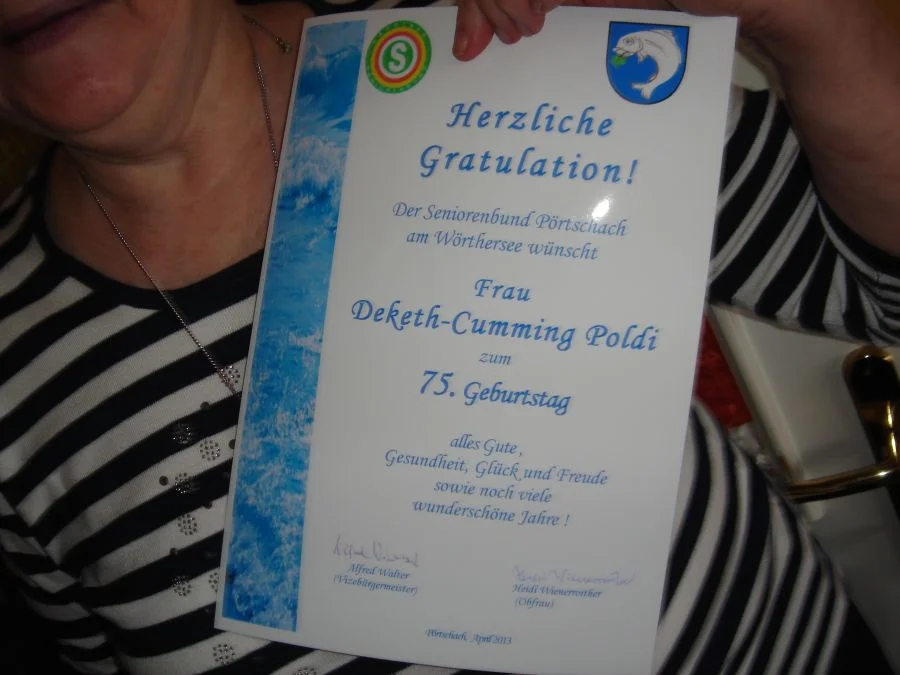 S
Herzliche
Gratulation!
Der Seniorenbund Pörtschach
am Wörthersee wünscht
Frau
Deketh-Cumming Poldi
zum
75. Geburtstag
alles Gute,
Gesundheit, Glück und Freude
sowie noch viele
wunderschöne Jahre !
Alfred Walter
(Vizebürgermeister)
Heidi Wienerroither
(Obfrau)
Pörtschach, April 2013